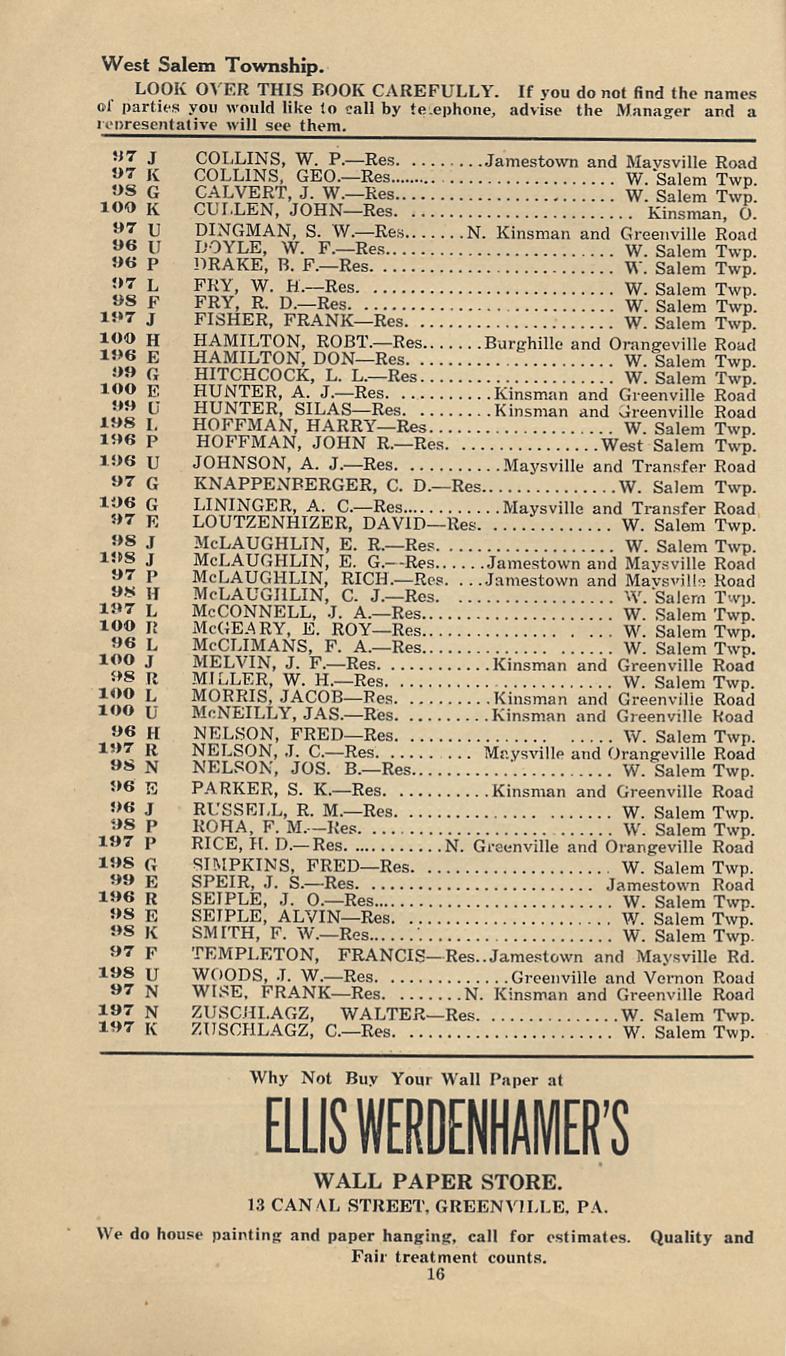 West Salem Township.
LOOK OVER THIS BOOK CAREFULLY. If you do not find the names
of parties you would like to call by telephone, advise the Manager and a
representative will see them.
97 J COLLINS, W. P.—Res. ........Jamestown and Maysville Road
97 K COLLINS, GEO.—Res........................... W. Salem Twp.
98 G CALVERT, J. W.—Res.......................... W. Salem Twp.
100 K CULLEN, JOHN—Res. .......................... Kinsman, O.
97 U DINGMAN, S. W.—Res.......N. Kinsman and Greenville Road
96 U DOYLE, W. F.—Res........................... W. Salem Twp.
96 P DRAKE, B. F.—Res. ........................... W. Salem Twp.
97 L FRY, W. H.—Res. ............................ W. Salem Twp.
98 F FRY, R. D.—Res. ............................. W. Salem Twp.
197 J FISHER, FRANK—Res. ....................... W. Salem Twp.
100 H HAMILTON, ROBT.—Res.......Burghille and Orangeville Road
196 E HAMILTON, DON—Res. ........................ W. Salem Twp.
99 G HITCHCOCK, L. L.—Res....................... W. Salem Twp.
100 E HUNTER, A. J.—Res. ..........Kinsman and Greenville Road
99 U HUNTER, SILAS—Res. ........Kinsman and Greenville Road
198 L HOFFMAN, HARRY—Res...................... W. Salem Twp.
196 P HOFFMAN, JOHN R.—Res. ..............West Salem Twp.
196 U JOHNSON, A. J.—Res. ..........Maysville and Transfer Road
97 G KNAPPENBERGER, C. D.—Res...............W. Salem Twp.
196 G LININGER, A. C.—Res.............Maysville and Transfer Road
97 E LOUTZENHIZER, DAVID—Res. ............. W. Salem Twp.
98 J McLAUGHLIN, E. R.—Res. .................. W. Salem Twp.
198 J McLAUGHLIN, E. G.—Res......Jamestown and Maysville Road
97 P McLAUGHLIN, RICH.—Res. ...Jamestown and Maysville Road
98 H McLAUGHLIN, C. J.—Res. .................. W. Salem Twp.
197 L McCONNELL, J. A.—Res..................... W. Salem Twp.
100 R McGEARY, E. ROY—Res..................... W. Salem Twp.
96 L McCLIMANS, F. A.—Res..................... W. Salem Twp.
100 J MELVIN, J. F.—Res. ...........Kinsman and Greenville Road
98 R MILLER, W. H.—Res. ........................ W. Salem Twp.
100 L MORRIS, JACOB—Res. .........Kinsman and Greenville Road
100 U McNEILLY, JAS.—Res. .........Kinsman and Greenville Road
96 H NELSON, FRED—Res. ........................ W. Salem Twp.
197 R NELSON, J. C.—Res. ......... Maysville and Orangeville Road
98 N NELSON, JOS. B.—Res........................ W. Salem Twp.
96 E PARKER, S. K.—Res. ..........Kinsman and Greenville Road
96 J RUSSELL, R. M.—Res. ....................... W. Salem Twp.
98 P ROHA, F. M.—Res. .......................... W. Salem Twp.
197 P RICE, H. D.—Res. ............N. Greenville and Orangeville Road
198 G SIMPKINS, FRED—Res. ..................... W. Salem Twp.
99 E SPEIR, J. S.—Res. .......................... Jamestown Road
196 R SEIPLE, J. O.—Res.......................... W. Salem Twp.
98 E SEIPLE, ALVIN—Res. ....................... W. Salem Twp.
98 K SMITH, F. W.—Res.......................... W. Salem Twp.
97 F TEMPLETON, FRANCIS—Res..Jamestown and Maysville Rd.
198 U WOODS, J. W.—Res. .............Greenville and Vernon Road
97 N WISE, FRANK—Res. ........N. Kinsman and Greenville Road
197 N ZUSCHLAGZ, WALTER—Res. ..............W. Salem Twp.
197 K ZUSCHLAGZ, C.—Res. ....................... W. Salem Twp.
Why Not Buy Your Wall Paper at
ELLIS WERDENHAMER'S
WALL PAPER STORE.
13 CANAL STREET, GREENVILLE, PA.
We do house painting and paper hanging, call for estimates. Quality and
Fair treatment counts.
16